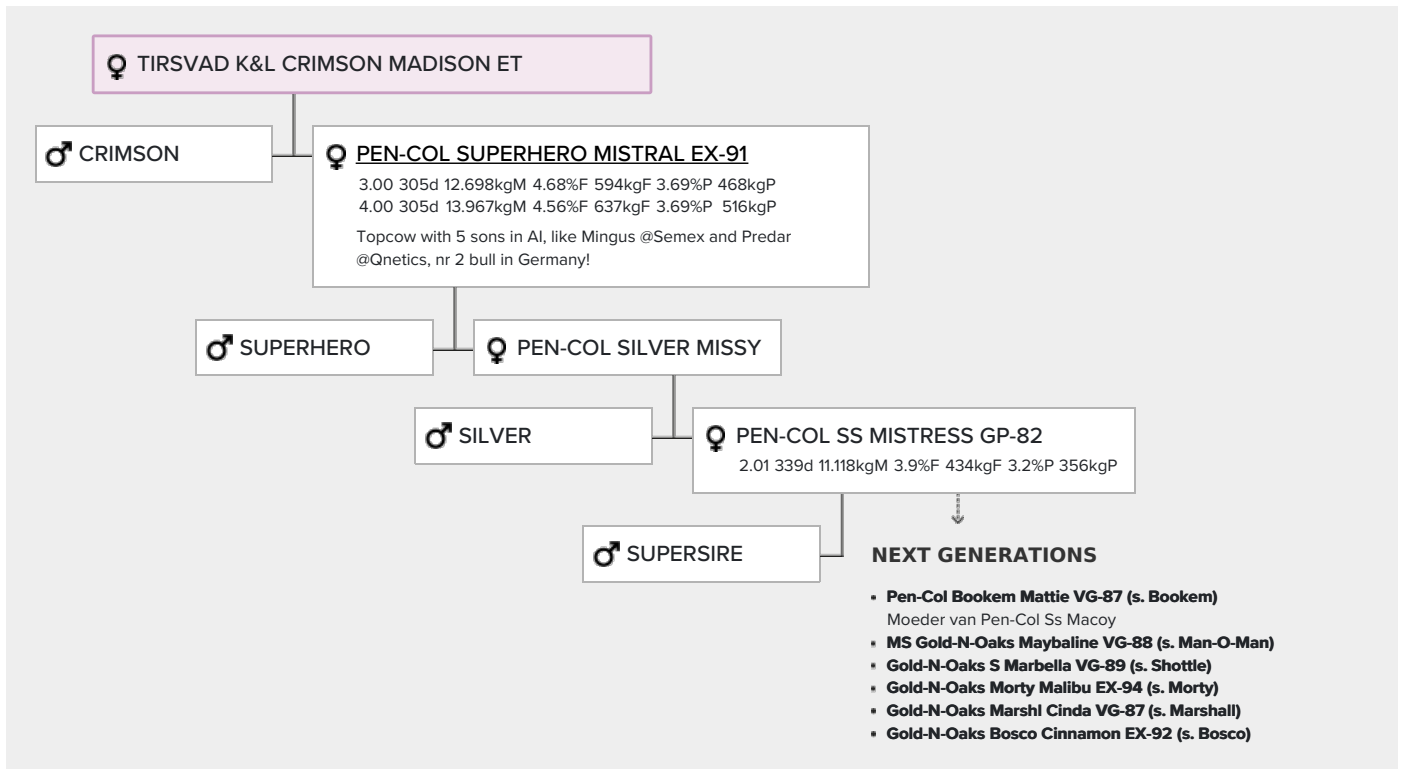 TIRSVAD K&L CRIMSON MADISON ET
CRIMSON
PEN-COL SUPERHERO MISTRAL EX-91
3.00 305d 12.698kgM 4.68%F 594kgF 3.69%P 468kgP
4.00 305d 13.967kgM 4.56%F 637kgF 3.69%P 516kgP
Topcow with 5 sons in AI, like Mingus @Semex and Predar
@Qnetics, nr 2 bull in Germany!
SUPERHERO
PEN-COL SILVER MISSY
SILVER
PEN-COL SS MISTRESS GP-82
2.01 339d 11.118kgM 3.9%F 434kgF 3.2%P 356kgP
SUPERSIRE
NEXT GENERATIONS
Pen-Col Bookem Mattie VG-87 (s. Bookem)
Moeder van Pen-Col Ss Macoy
MS Gold-N-Oaks Maybaline VG-88 (s. Man-O-Man)
Gold-N-Oaks S Marbella VG-89 (s. Shottle)
Gold-N-Oaks Morty Malibu EX-94 (s. Morty)
Gold-N-Oaks Marshl Cinda VG-87 (s. Marshall)
Gold-N-Oaks Bosco Cinnamon EX-92 (s. Bosco)